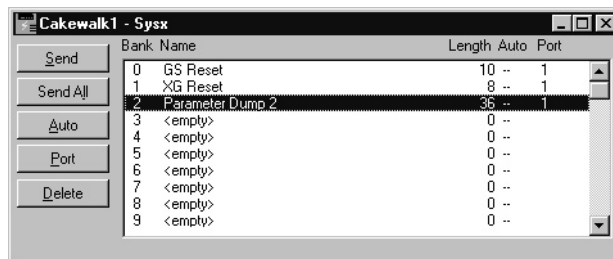 Cakewalk1 - Sysx
Bank Name Length Auto Port
Send
Send All
Auto
Port
Delete
0 GS Reset 10 -- 1
1 XG Reset 8 -- 1
2 Parameter Dump 2 36 -- 1
3 <empty> 0 --
4 <empty> 0 --
5 <empty> 0 --
6 <empty> 0 --
7 <empty> 0 --
8 <empty> 0 --
9 <empty> 0 --